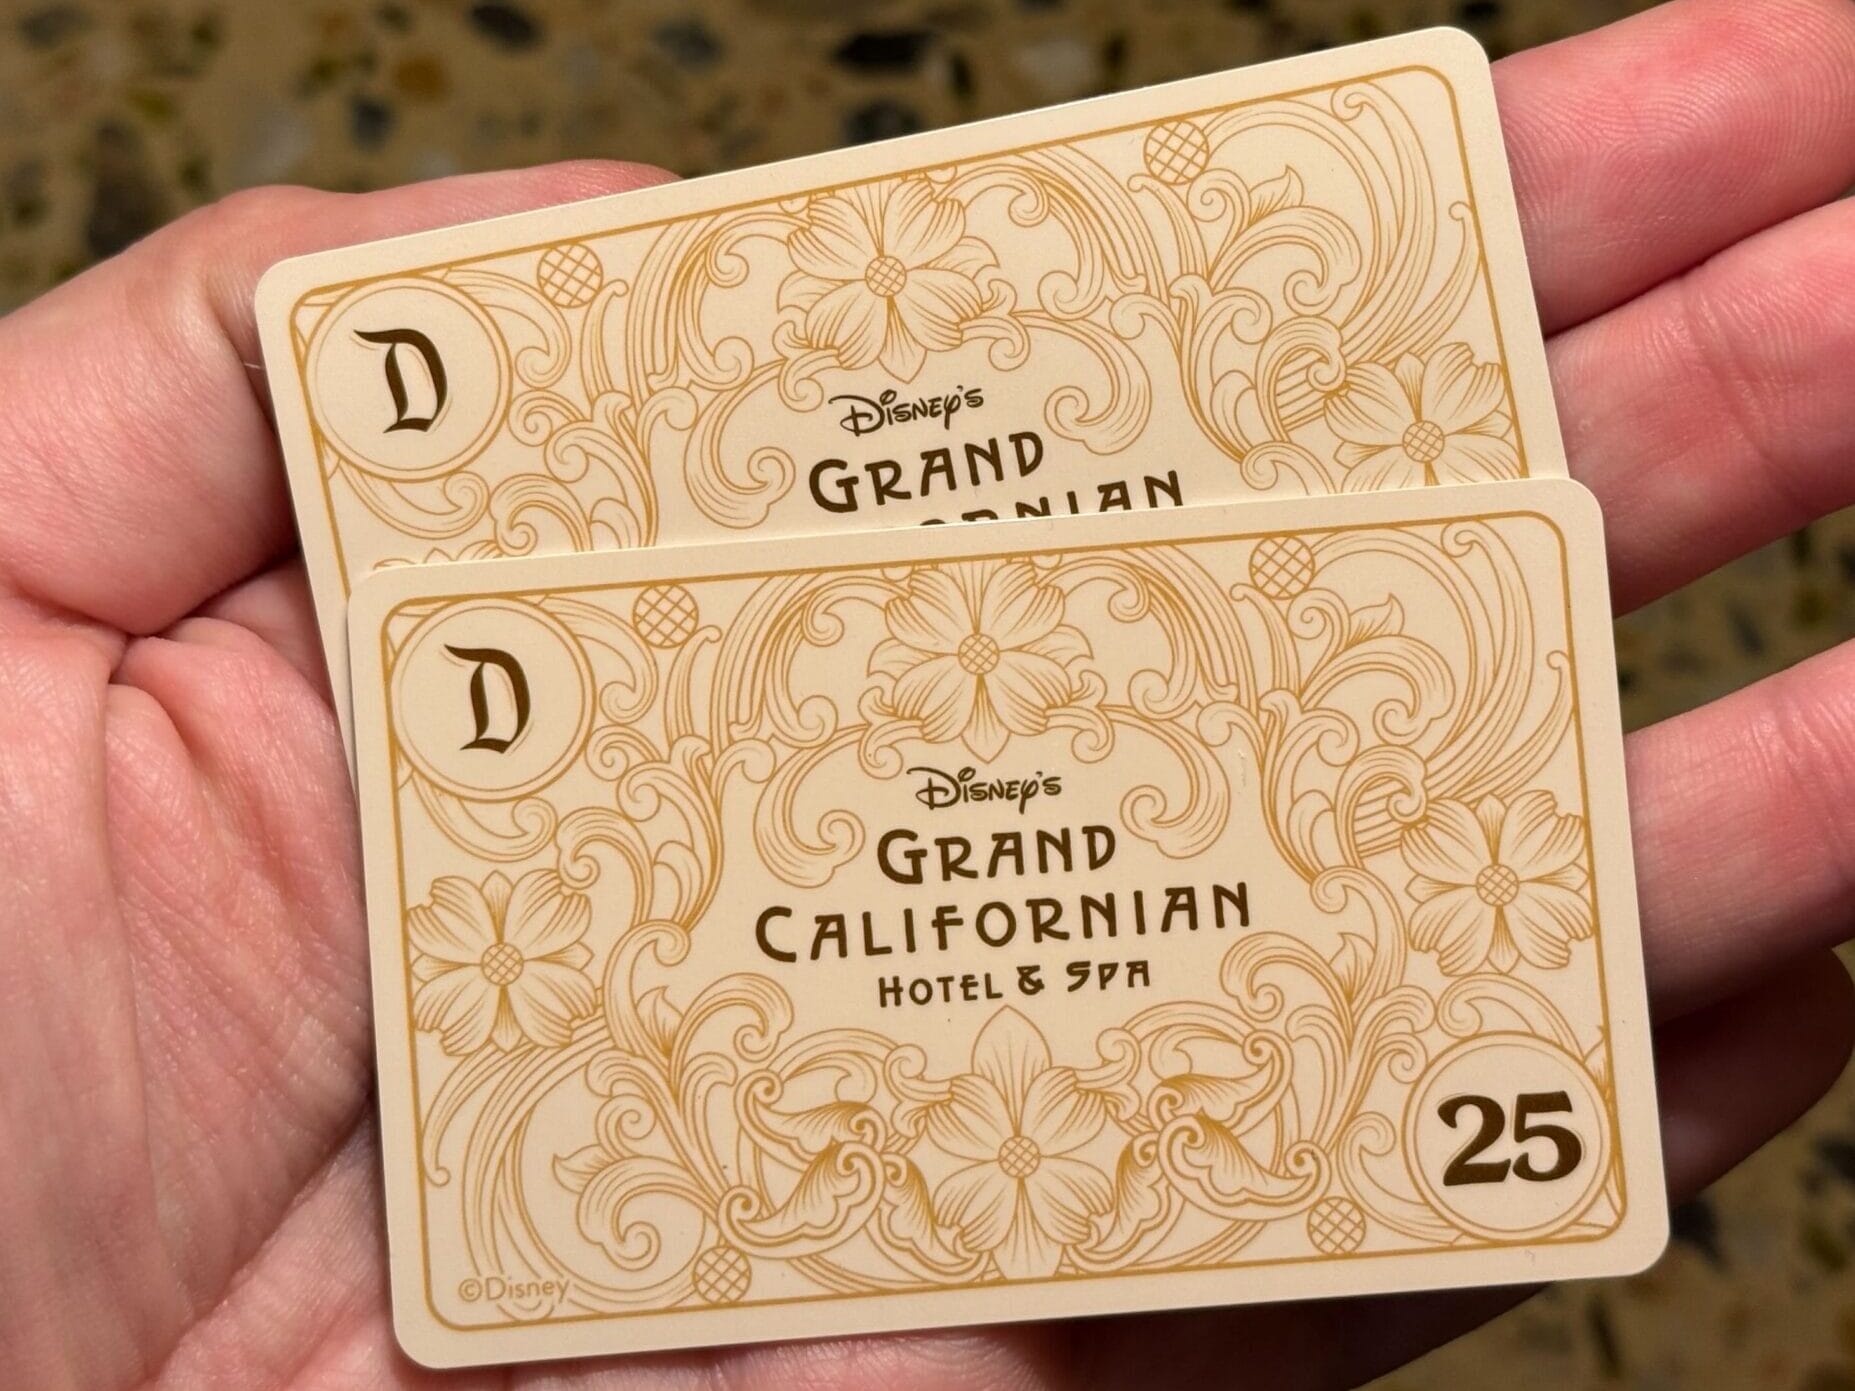 D
Disney's
GRAND
D
Disney's
GRAND
CALIFORNIAN
HOTEL & SPA
25
©Disney